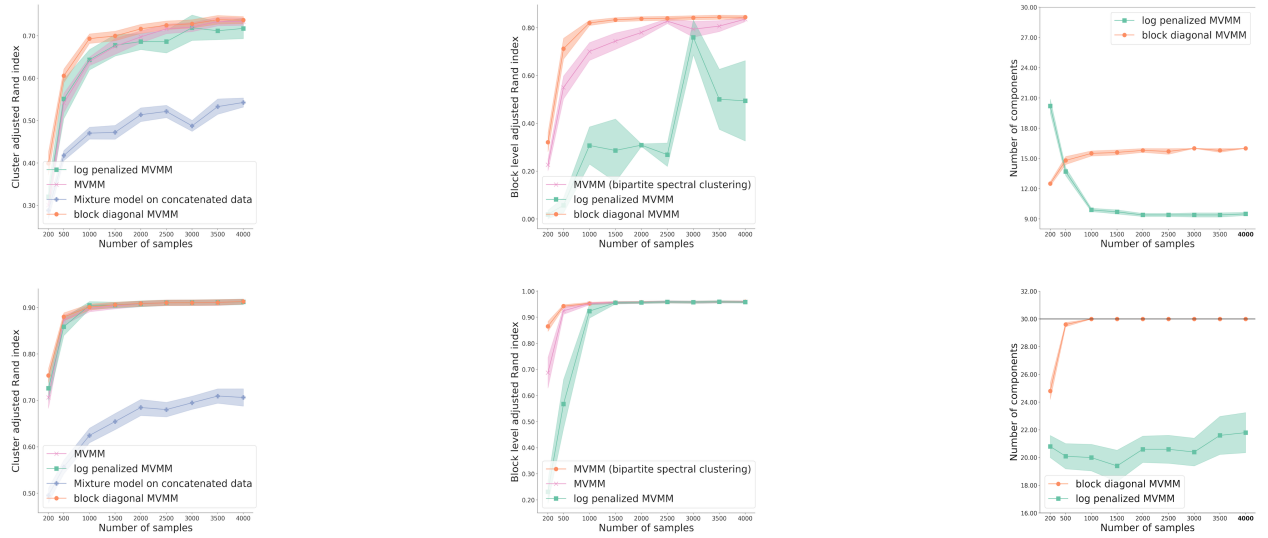 0.70
0.60
0.50
0.40
0.30
Cluster adjusted Rand index
log penalized MVMM
MVMM
Mixture model on concatenated data
block diagonal MVMM
200 500 1000 1500 2000 2500 3000 3500 4000
Number of samples
0.80
0.60
0.40
0.20
0.00
Block level adjusted Rand index
MVMM (bipartite spectral clustering)
log penalized MVMM
block diagonal MVMM
200 500 1000 1500 2000 2500 3000 3500 4000
Number of samples
30.00
27.00
24.00
21.00
18.00
15.00
12.00
9.00
Number of components
log penalized MVMM
block diagonal MVMM
200 500 1000 1500 2000 2500 3000 3500 4000
Number of samples
0.90
0.80
0.70
0.60
0.50
Cluster adjusted Rand index
MVMM
log penalized MVMM
Mixture model on concatenated data
block diagonal MVMM
200 500 1000 1500 2000 2500 3000 3500 4000
Number of samples
1.00
0.90
0.80
0.70
0.60
0.50
0.40
0.30
0.20
Block level adjusted Rand index
MVMM (bipartite spectral clustering)
MVMM
log penalized MVMM
200 500 1000 1500 2000 2500 3000 3500 4000
Number of samples
32.00
30.00
28.00
26.00
24.00
22.00
20.00
18.00
16.00
Number of components
block diagonal MVMM
log penalized MVMM
200 500 1000 1500 2000 2500 3000 3500 4000
Number of samples